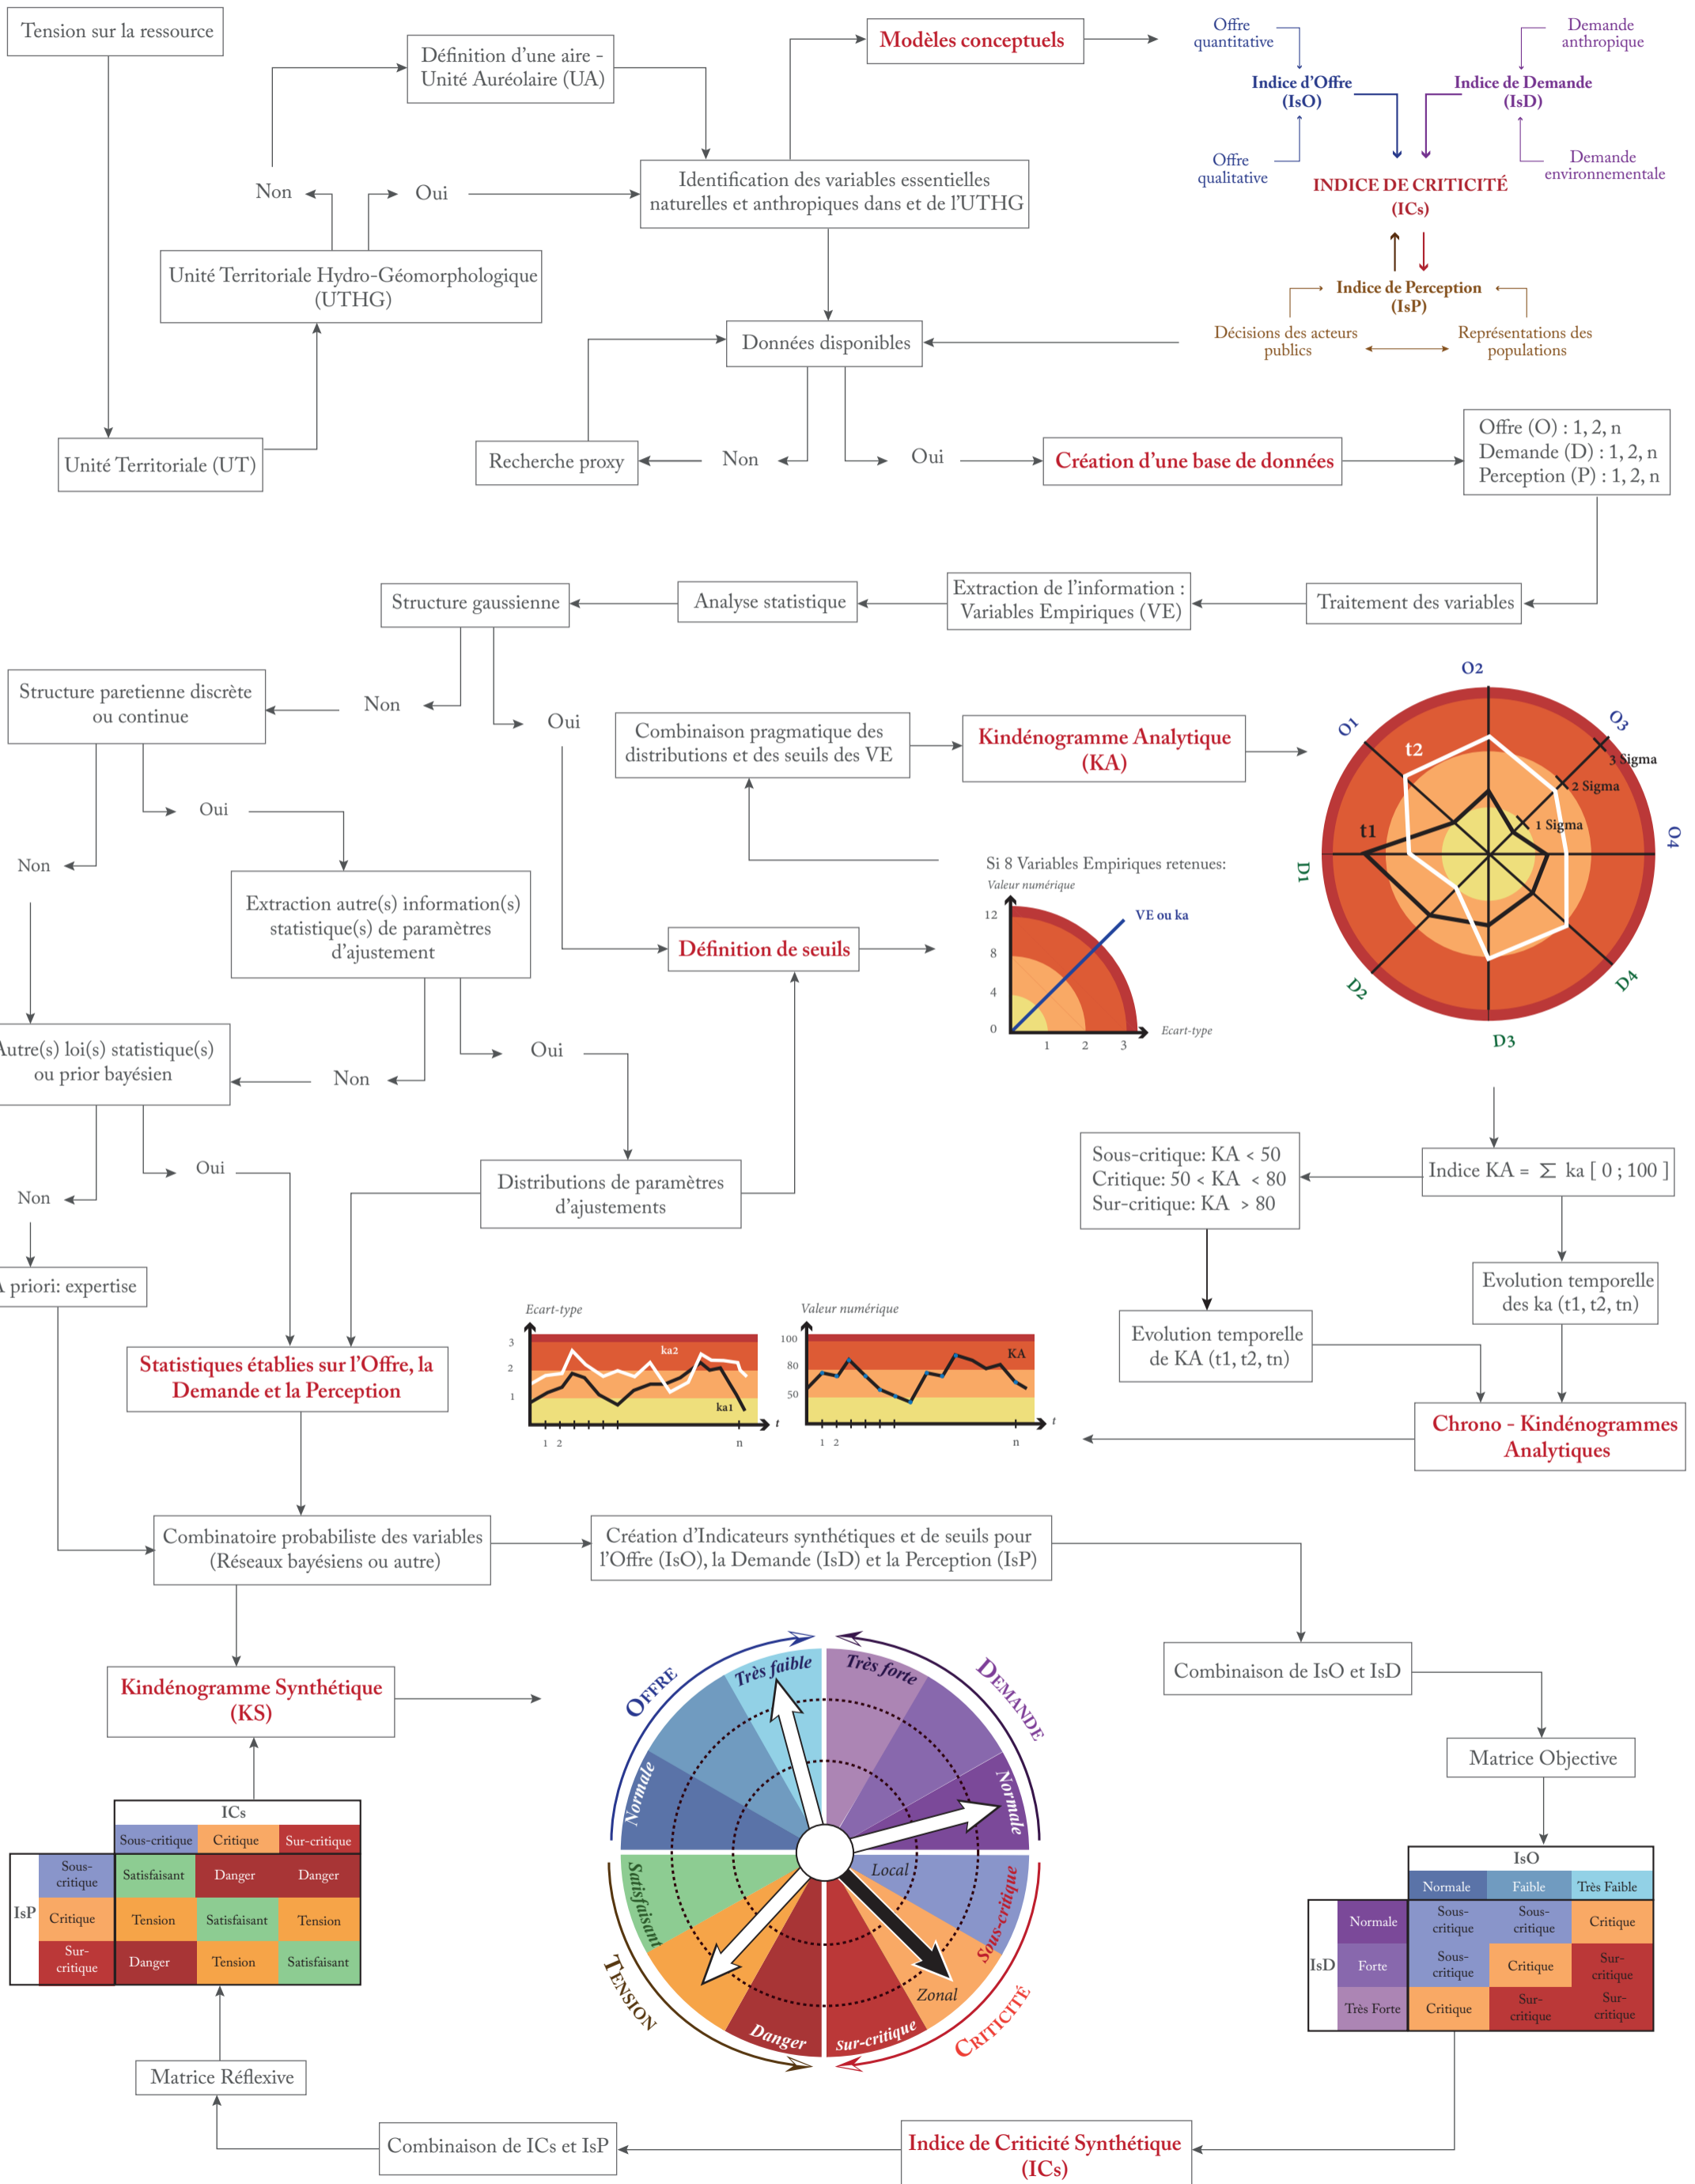 Tension sur la ressource
Définition d'une aire -
Unité Auréolaire (UA)
Modèles conceptuels
Offre
quantitative
Demande
anthropique
Indice d'Offre
(IsO)
Indice de Demande
(IsD)
Offre
qualitative
Demande
environnementale
INDICE DE CRITICITÉ
(ICs)
Indice de Perception
(IsP)
Décisions des acteurs
publics
Représentations des
populations
Non
Oui
Identification des variables essentielles
naturelles et anthropiques dans et de l'UTHG
Unité Territoriale Hydro-Géomorphologique
(UTHG)
Données disponibles
Unité Territoriale (UT)
Recherche proxy
Non
Oui
Création d'une base de données
Offre (O) : 1, 2, n
Demande (D) : 1, 2, n
Perception (P) : 1, 2, n
Structure gaussienne
Analyse statistique
Extraction de l'information :
Variables Empiriques (VE)
Traitement des variables
Structure paretienne discrète
ou continue
Non
Oui
Combinaison pragmatique des
distributions et des seuils des VE
Kindénogramme Analytique
(KA)
O2
O1
O3
t2
3 Sigma
2 Sigma
1 Sigma
t1
O4
D1
D2
D4
D3
Oui
Non
Extraction autre(s) information(s)
statistique(s) de paramètres
d'ajustement
Définition de seuils
Si 8 Variables Empiriques retenues:
Valeur numérique
12
VE ou ka
8
4
0
Ecart-type
1 2 3
Autre(s) loi(s) statistique(s)
ou prior bayésien
Non
Oui
Oui
Non
Distributions de paramètres
d'ajustements
Sous-critique: KA < 50
Critique: 50 < KA < 80
Sur-critique: KA > 80
Indice KA = ∑ ka [ 0 ; 100 ]
A priori: expertise
Evolution temporelle
des ka (t1, t2, tn)
Evolution temporelle
de KA (t1, t2, tn)
Statistiques établies sur l'Offre, la
Demande et la Perception
Ecart-type
3
2
1
ka2
ka1
t
1 2 n
Valeur numérique
100
80
50
KA
t
1 2 n
Chrono - Kindénogrammes
Analytiques
Combinatoire probabiliste des variables
(Réseaux bayésiens ou autre)
Création d'Indicateurs synthétiques et de seuils pour
l'Offre (IsO), la Demande (IsD) et la Perception (IsP)
Combinaison de IsO et IsD
Kindénogramme Synthétique
(KS)
Matrice Objective
OFFRE
Très faible
Très forte
DEMANDE
Normale
Normale
Local
Satisfaisant
Sous-critique
Zonal
TENSION
Danger
Sur-critique
CRITICITÉ
ICs
Sous-critique Critique Sur-critique
IsP
Sous-
critique
Satisfaisant Danger Danger
Critique Tension Satisfaisant Tension
Sur-
critique
Danger Tension Satisfaisant
IsO
Normale Faible Très Faible
IsD
Normale
Sous-
critique
Sous-
critique
Critique
Forte
Sous-
critique
Critique
Sur-
critique
Très Forte
Critique
Sur-
critique
Sur-
critique
Matrice Réflexive
Combinaison de ICs et IsP
Indice de Criticité Synthétique
(ICs)